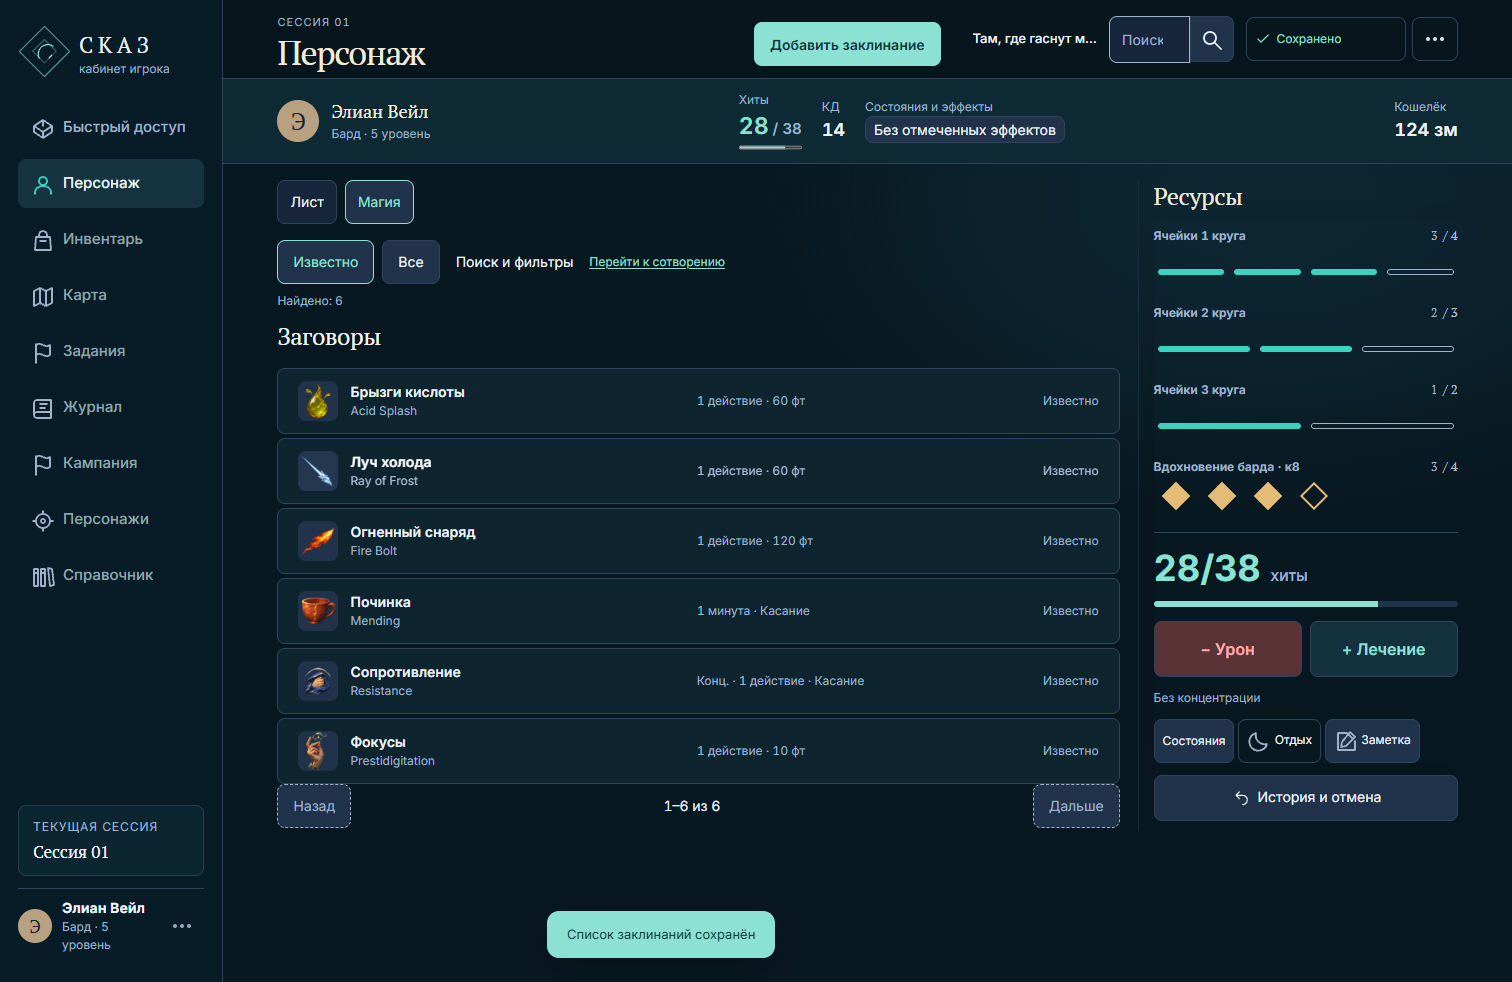 СКАЗ
кабинет игрока
Быстрый доступ
Персонаж
Инвентарь
Карта
Задания
Журнал
Кампания
Персонажи
Справочник
ТЕКУЩАЯ СЕССИЯ
Сессия 01
Э
Элиан Вейл
Бард · 5
уровень
СЕССИЯ 01
Персонаж
Добавить заклинание
Там, где гаснут м...
Поиск
Сохранено
Э
Элиан Вейл
Бард · 5 уровень
Хиты
28 / 38
КД
14
Состояния и эффекты
Без отмеченных эффектов
Кошелёк
124 зм
Лист
Магия
Известно
Все
Поиск и фильтры
Перейти к сотворению
Найдено: 6
Заговоры
Брызги кислоты
Acid Splash
1 действие · 60 фт
Известно
Луч холода
Ray of Frost
1 действие · 60 фт
Известно
Огненный снаряд
Fire Bolt
1 действие · 120 фт
Известно
Починка
Mending
1 минута · Касание
Известно
Сопротивление
Resistance
Конц. · 1 действие · Касание
Известно
Фокусы
Prestidigitation
1 действие · 10 фт
Известно
Назад
1–6 из 6
Дальше
Список заклинаний сохранён
Ресурсы
Ячейки 1 круга
3 / 4
Ячейки 2 круга
2 / 3
Ячейки 3 круга
1 / 2
Вдохновение барда · к8
3 / 4
28/38 хиты
− Урон
+ Лечение
Без концентрации
Состояния
Отдых
Заметка
История и отмена